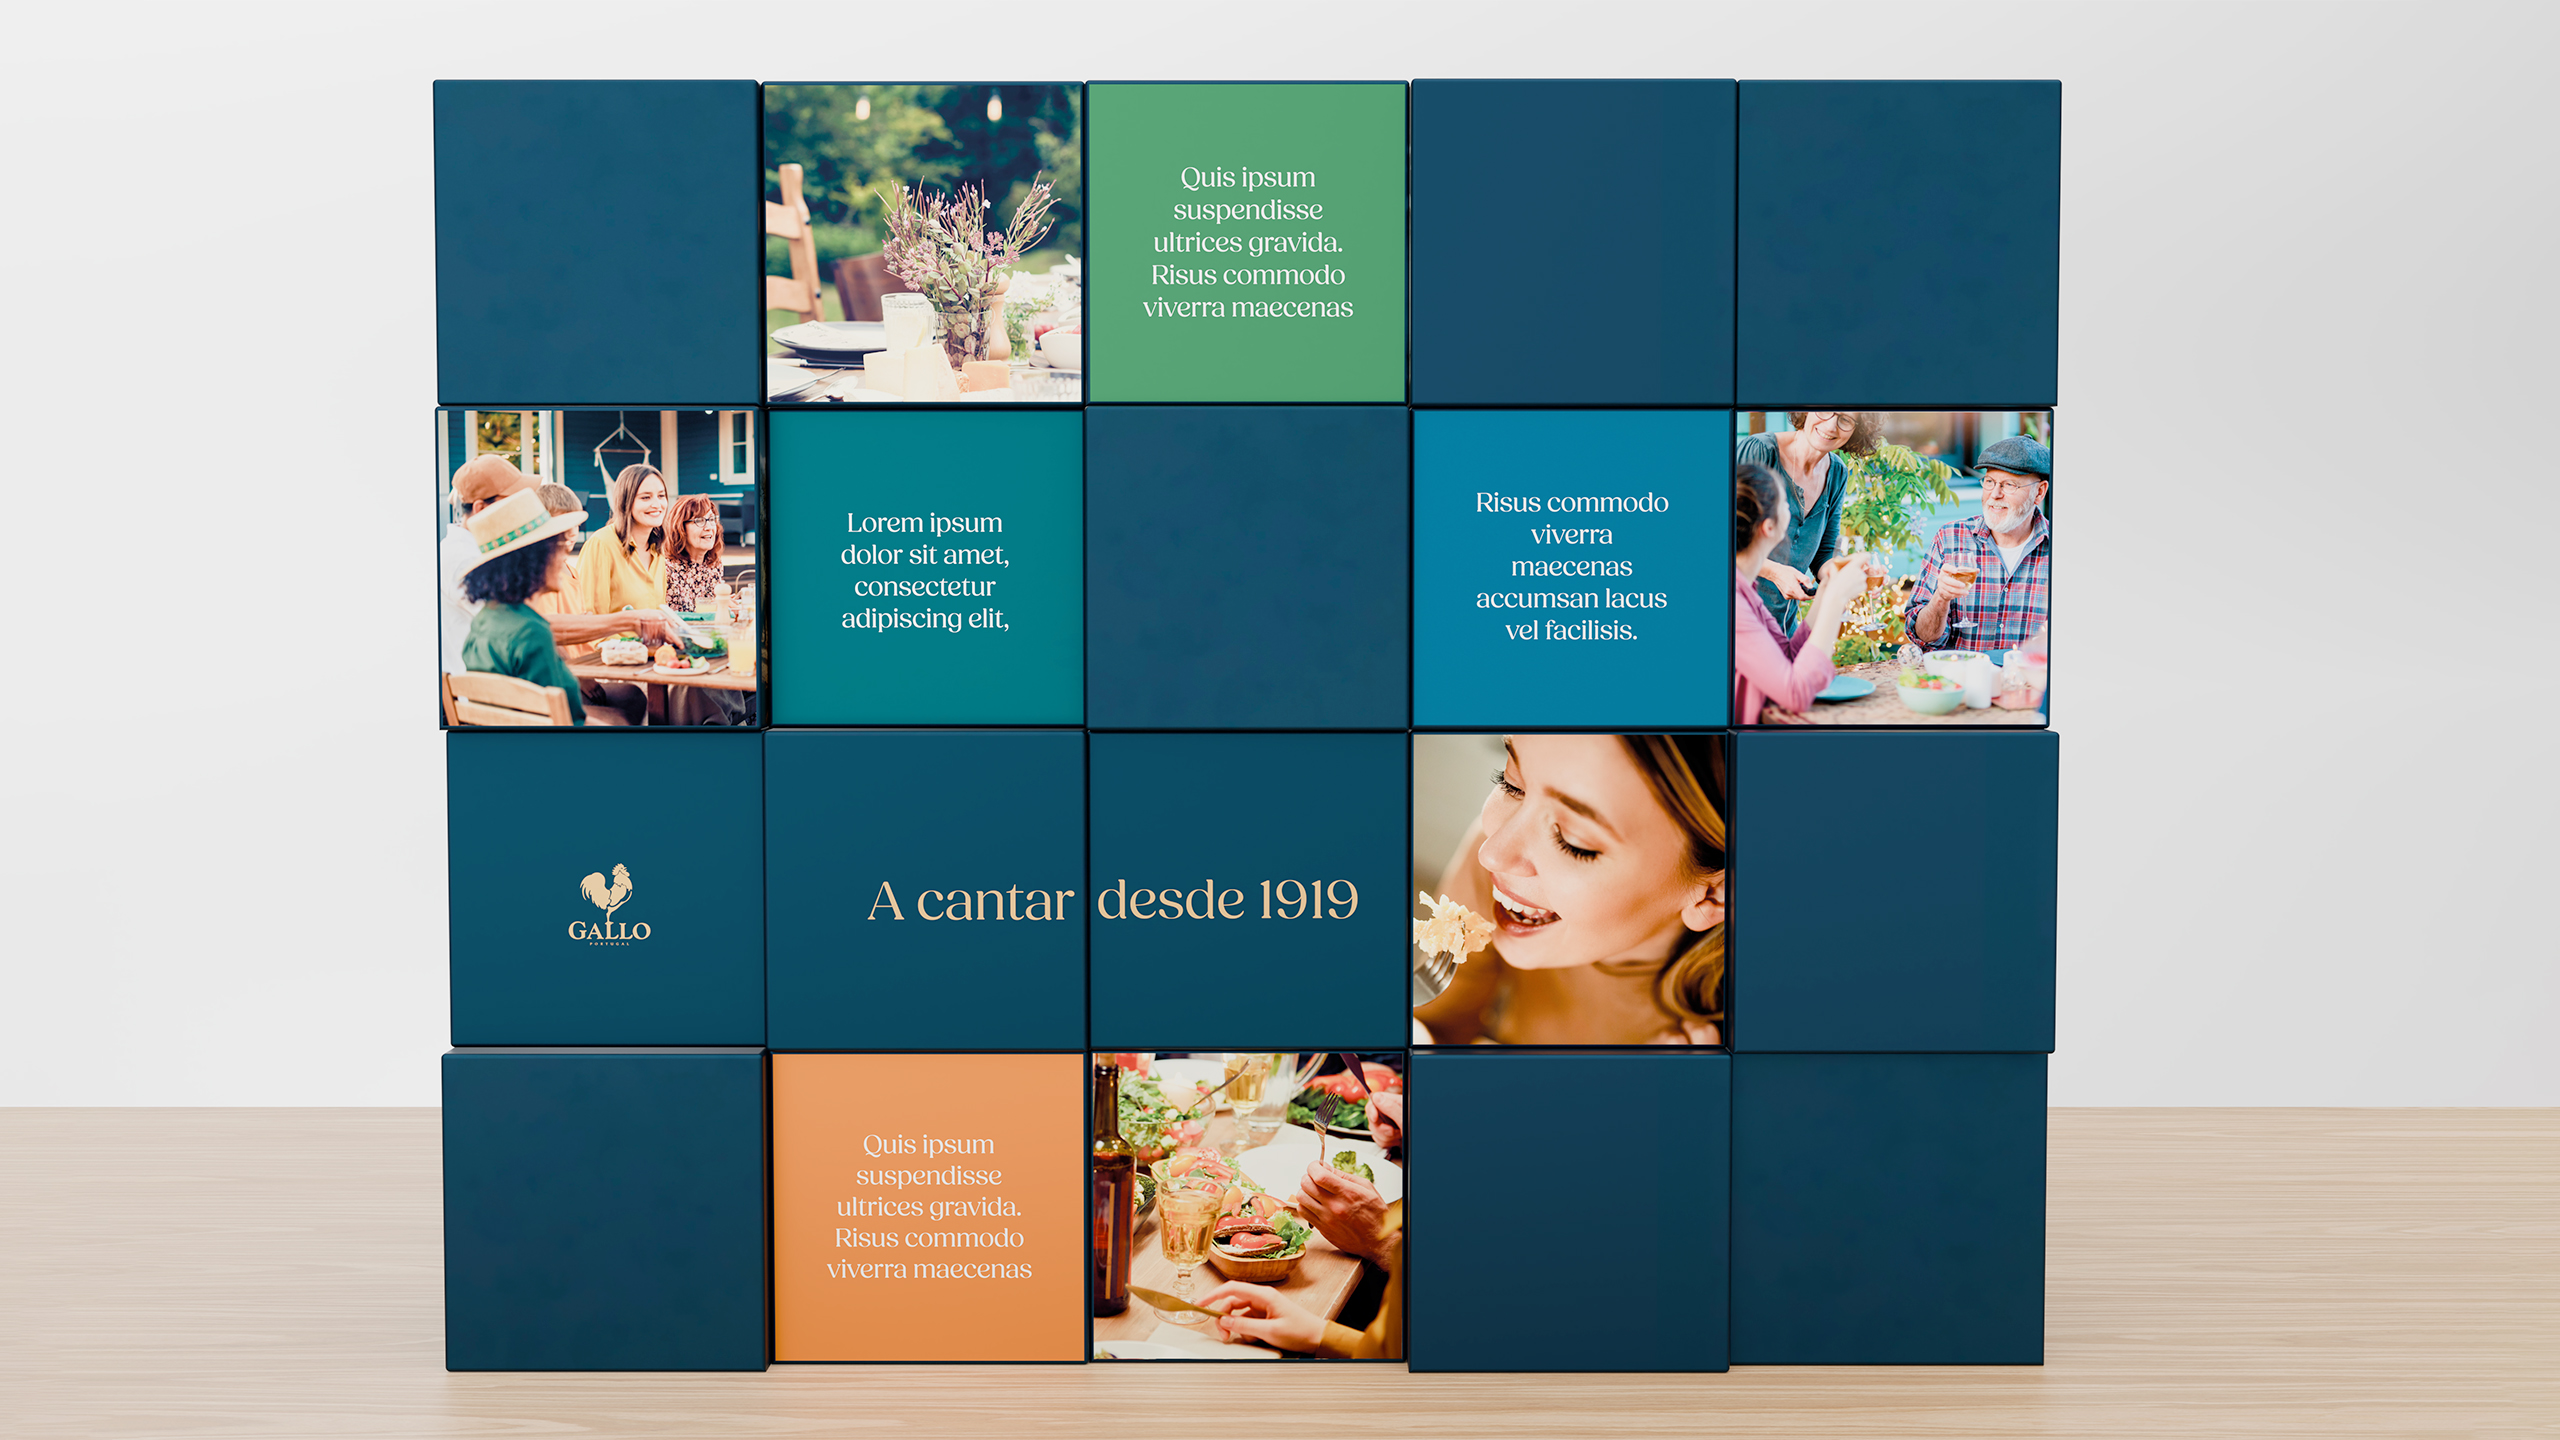 Quis ipsum
suspendisse
ultrices gravida.
Risus commodo
viverra maecenas
Lorem ipsum
dolor sit amet,
consectetur
adipiscing elit,
Risus commodo
viverra
maecenas
accumsan lacus
vel facilisis.
GALLO
PORTUGAL
A cantar desde 1919
Quis ipsum
suspendisse
ultrices gravida.
Risus commodo
viverra maecenas